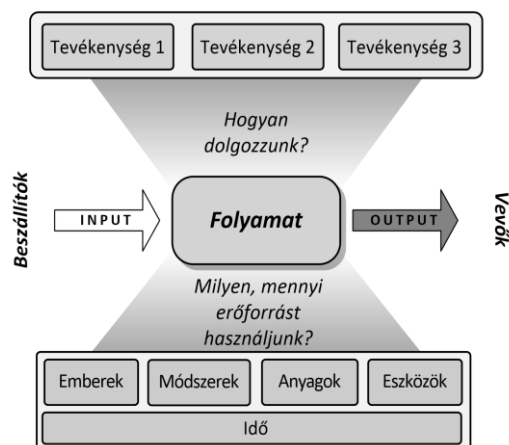 Tevékenység 1 Tevékenység 2 Tevékenység 3
Hogyan
dolgozzunk?
Beszállítók
INPUT
Folyamat
OUTPUT
Vevők
Milyen, mennyi
erőforrást
használjunk?
Emberek Módszerek Anyagok Eszközök
Idő